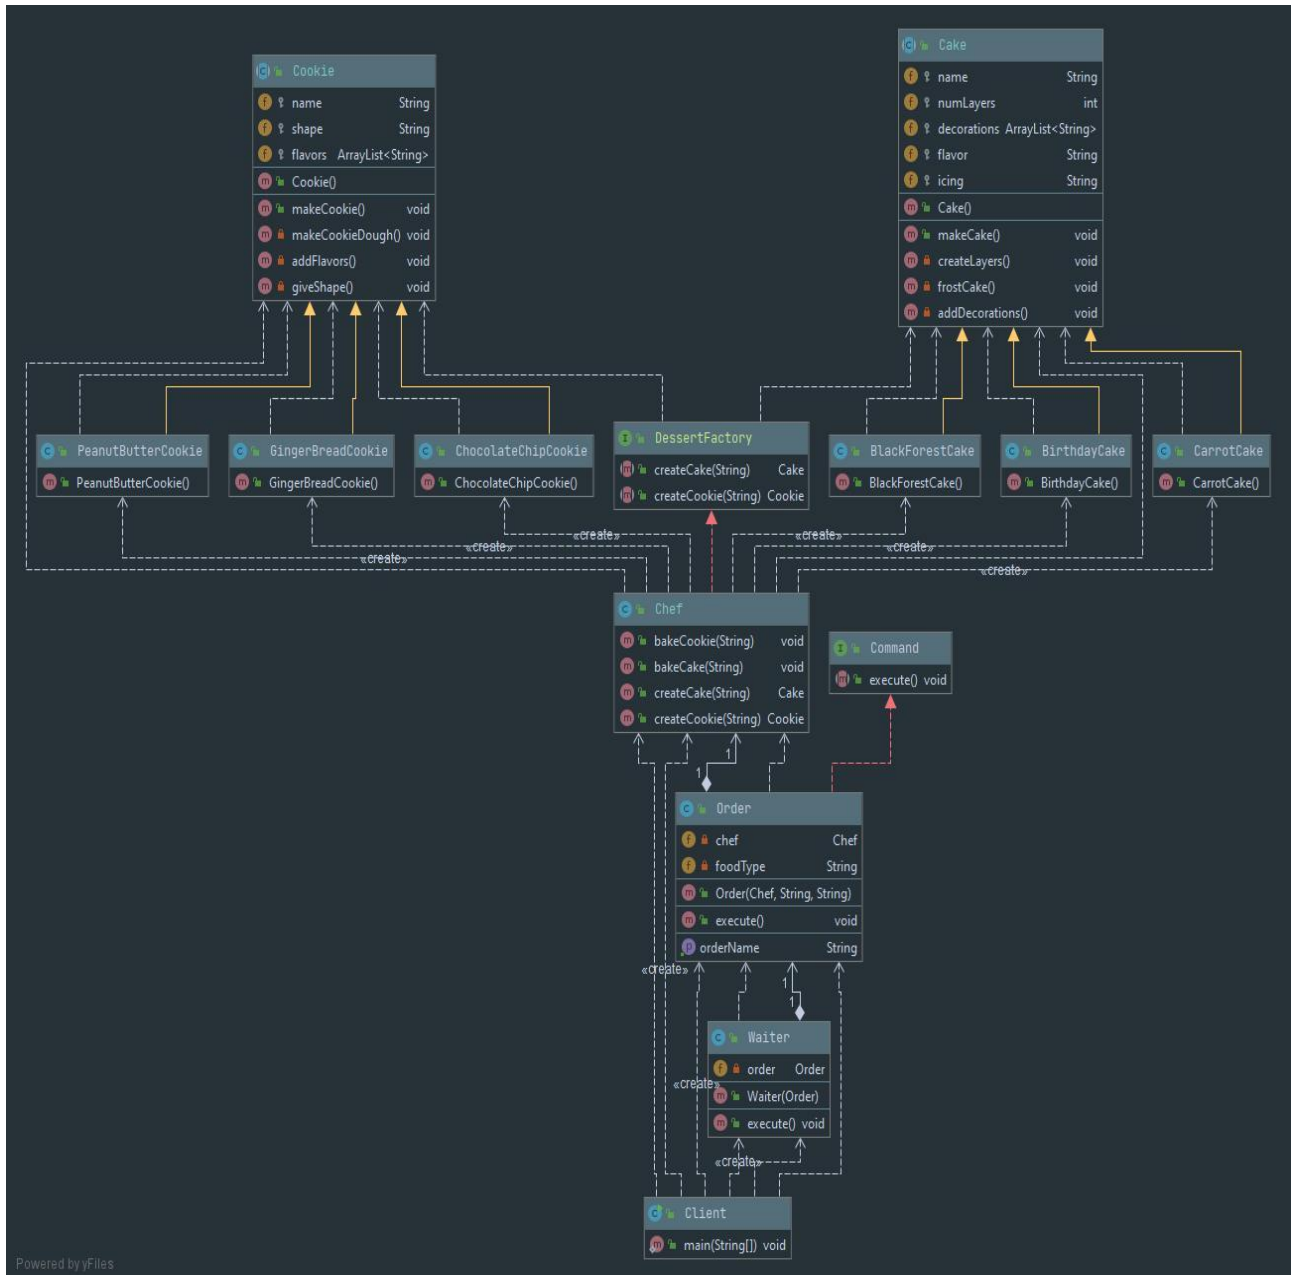 Cookie
name String
shape String
flavors ArrayList<String>
Cookie()
makeCookie() void
makeCookieDough() void
addFlavors() void
giveShape() void
Cake
name String
numLayers int
decorations ArrayList<String>
flavor String
icing String
Cake()
makeCake() void
createLayers() void
frostCake() void
addDecorations() void
PeanutButterCookie
PeanutButterCookie()
GingerBreadCookie
GingerBreadCookie()
ChocolateChipCookie
ChocolateChipCookie()
DessertFactory
createCake(String) Cake
createCookie(String) Cookie
BlackForestCake
BlackForestCake()
BirthdayCake
BirthdayCake()
CarrotCake
CarrotCake()
«create»
«create»
«create»
«create»
«create»
«create»
Chef
bakeCookie(String) void
bakeCake(String) void
createCake(String) Cake
createCookie(String) Cookie
Command
execute() void
1
1
Order
chef Chef
foodType String
Order(Chef, String, String)
execute() void
orderName String
«create»
1
1
Waiter
order Order
Waiter(Order)
execute() void
«create»
«create»
Client
main(String[]) void
Powered by yFiles